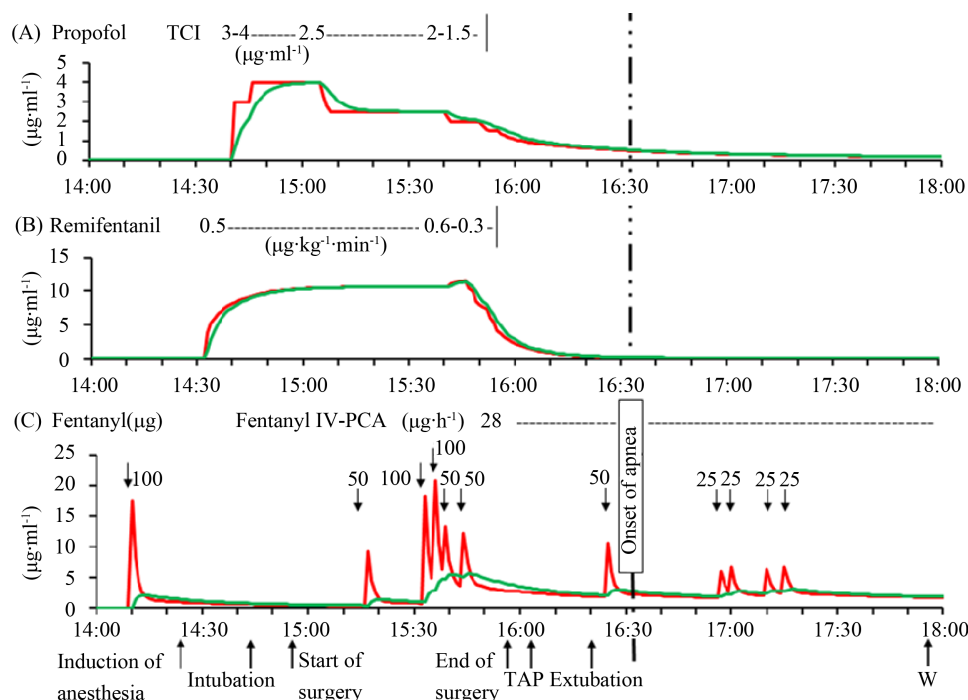 (A) Propofol TCI 3-4 2.5 2-1.5
(μg·ml⁻¹)
(μg·ml⁻¹)
5
4
3
2
1
0
14:00 14:30 15:00 15:30 16:00 16:30 17:00 17:30 18:00
(B) Remifentanil 0.5 0.6-0.3
(μg·kg⁻¹·min⁻¹)
(μg·ml⁻¹)
15
10
5
0
14:00 14:30 15:00 15:30 16:00 16:30 17:00 17:30 18:00
(C) Fentanyl(μg) Fentanyl IV-PCA (μg·h⁻¹) 28
(μg·ml⁻¹)
25
20
15
10
5
0
100 50 100 100 50 50 50 25 25 25 25
Onset of apnea
14:00 14:30 15:00 15:30 16:00 16:30 17:00 17:30 18:00
Induction of
anesthesia
Intubation
Start of
surgery
End of
surgery
TAP Extubation
W